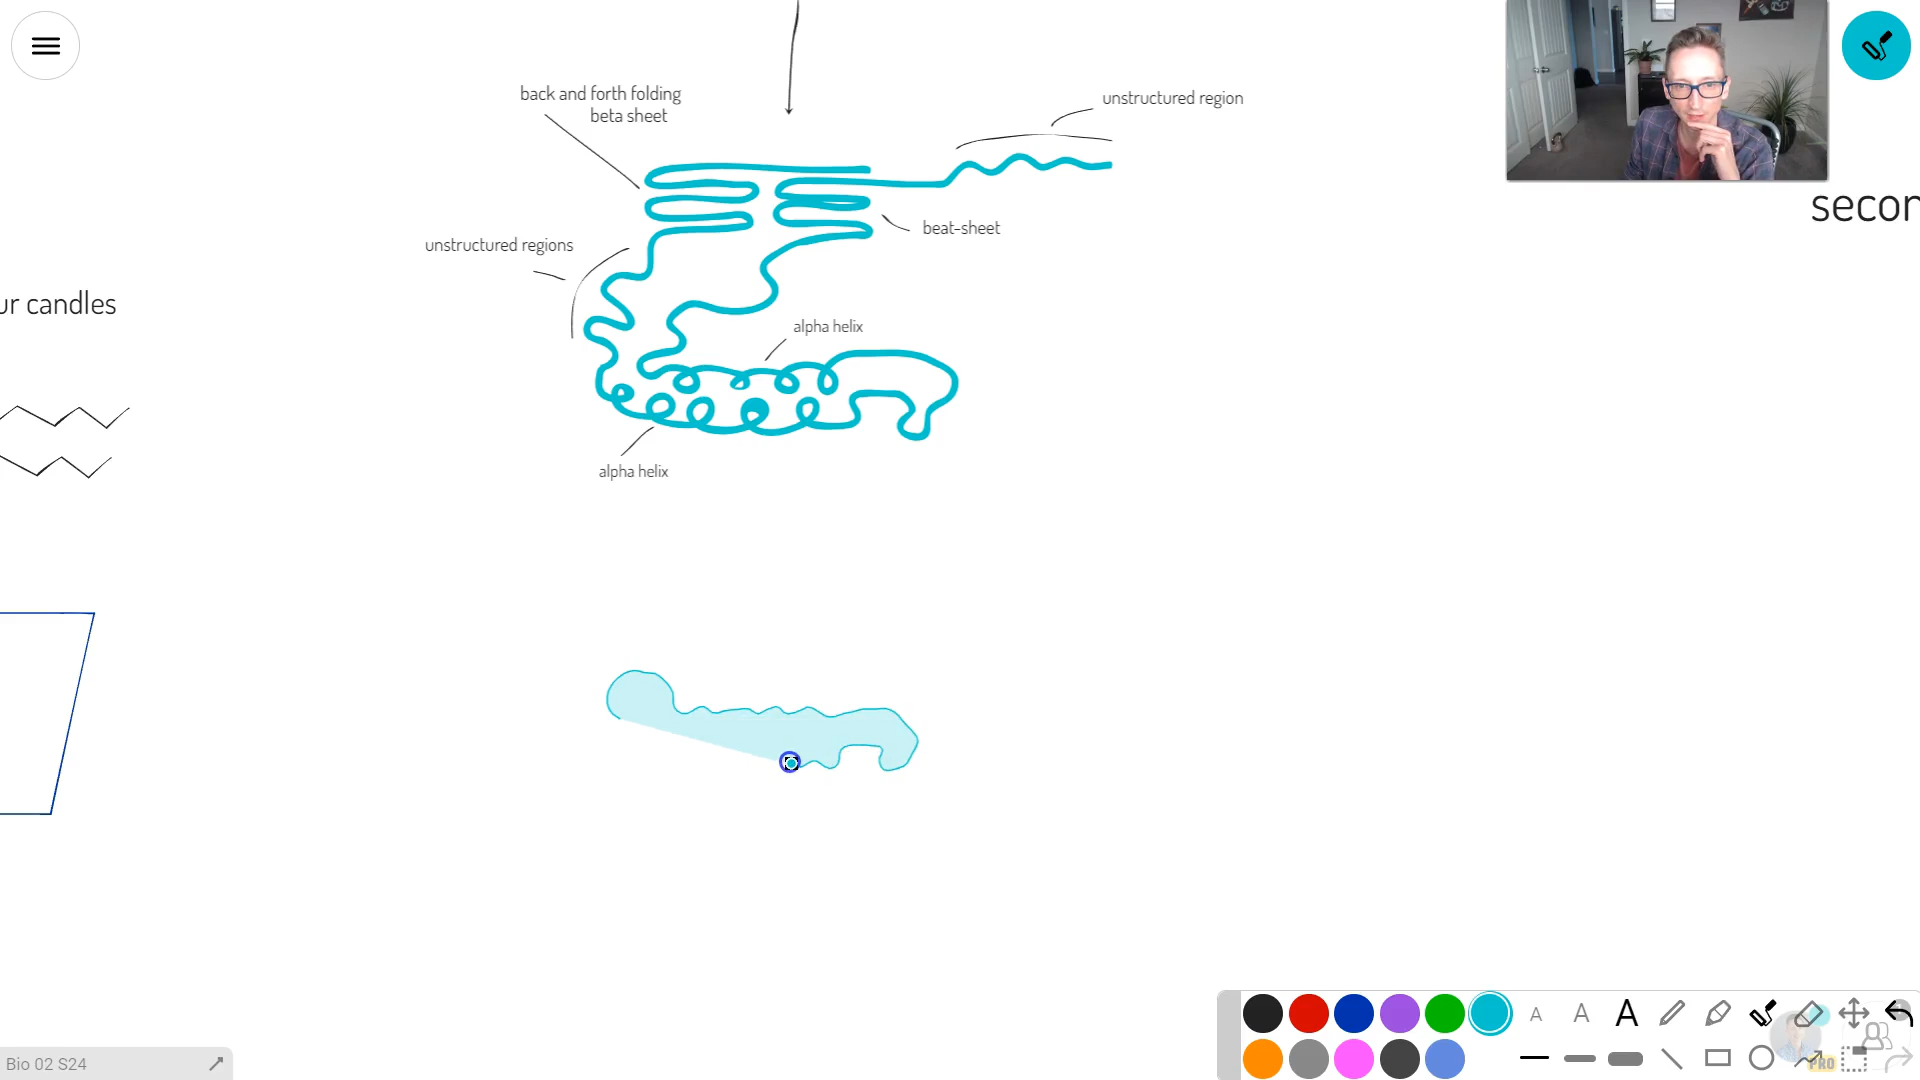 back and forth folding
beta sheet
unstructured region
secon
unstructured regions
beat-sheet
ur candles
alpha helix
alpha helix
A A A
Bio 02 S24
PRO